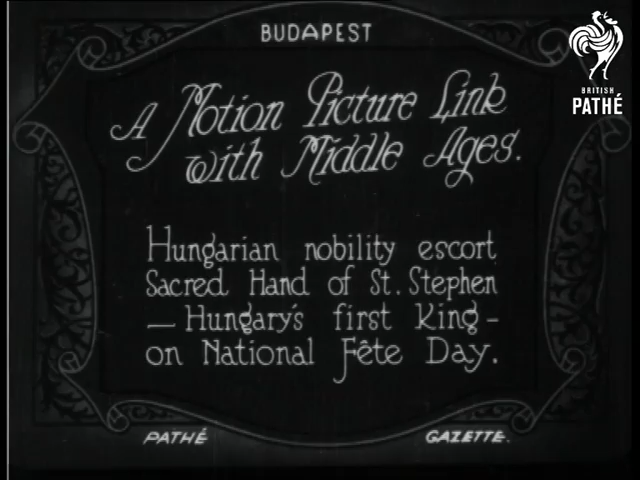 BUDAPEST
BRITISH
PATHÉ
A Motion Picture Link
with Middle Ages.
Hungarian nobility escort
Sacred Hand of St. Stephen
— Hungary's first King -
on National Fête Day.
PATHÉ GAZETTE.